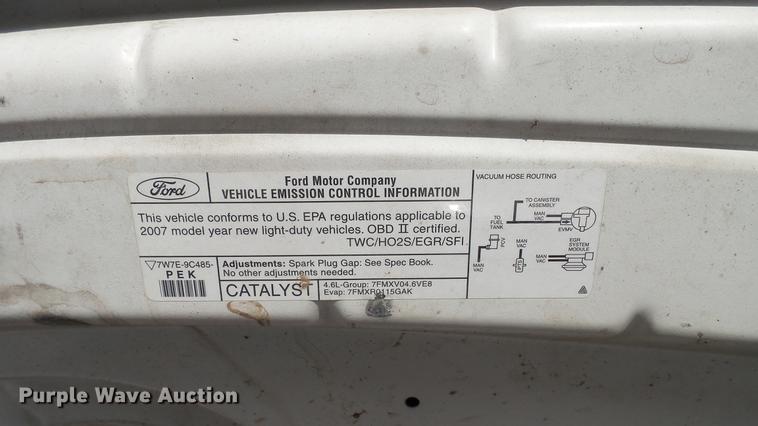 Ford
Ford Motor Company
VEHICLE EMISSION CONTROL INFORMATION
This vehicle conforms to U.S. EPA regulations applicable to
2007 model year new light-duty vehicles. OBD II certified.
TWC/HO2S/EGR/SFI
7W7E-9C485-
PEK
Adjustments: Spark Plug Gap: See Spec Book.
No other adjustments needed.
CATALYST
4.6L-Group: 7FMXV04.6VE8
Evap: 7FMXR0115GAK
VACUUM HOSE ROUTING
TO CANISTER
ASSEMBLY
TO
FUEL
TANK
MAN
VAC
EVMV
PCV
MAN
VAC
MAN
VAC
MAN
VAC
EGR
SYSTEM
MODULE
Purple Wave Auction